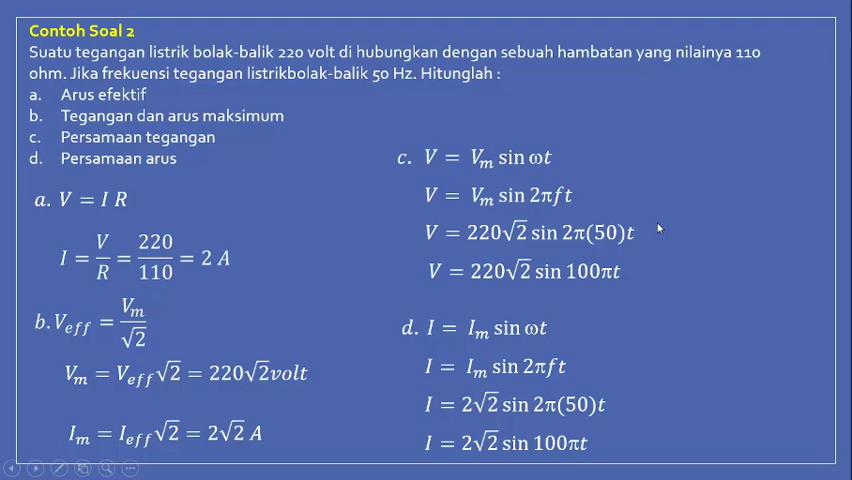 Contoh Soal 2
Suatu tegangan listrik bolak-balik 220 volt di hubungkan dengan sebuah hambatan yang nilainya 110
ohm. Jika frekuensi tegangan listrikbolak-balik 50 Hz. Hitunglah :
a. Arus efektif
b. Tegangan dan arus maksimum
c. Persamaan tegangan
d. Persamaan arus
a. V = I R
I = V/R = 220/110 = 2 A
b. V_eff = V_m/√2
V_m = V_eff √2 = 220√2 volt
I_m = I_eff √2 = 2√2 A
c. V = V_m sin ωt
V = V_m sin 2πft
V = 220√2 sin 2π(50)t
V = 220√2 sin 100πt
d. I = I_m sin ωt
I = I_m sin 2πft
I = 2√2 sin 2π(50)t
I = 2√2 sin 100πt